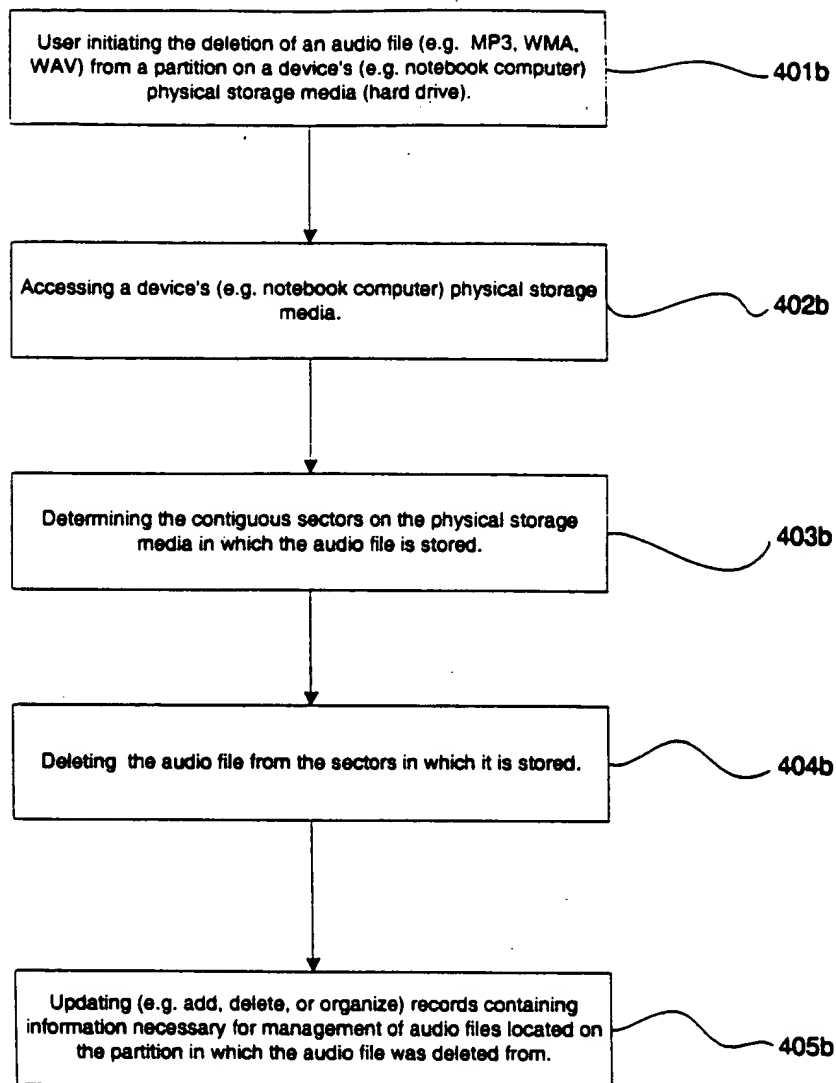 User initiating the deletion of an audio file (e.g. MP3, WMA,
WAV) from a partition on a device's (e.g. notebook computer)
physical storage media (hard drive).
401b
Accessing a device's (e.g. notebook computer) physical storage
media.
402b
Determining the contiguous sectors on the physical storage
media in which the audio file is stored.
403b
Deleting the audio file from the sectors in which it is stored.
404b
Updating (e.g. add, delete, or organize) records containing
information necessary for management of audio files located on
the partition in which the audio file was deleted from.
405b